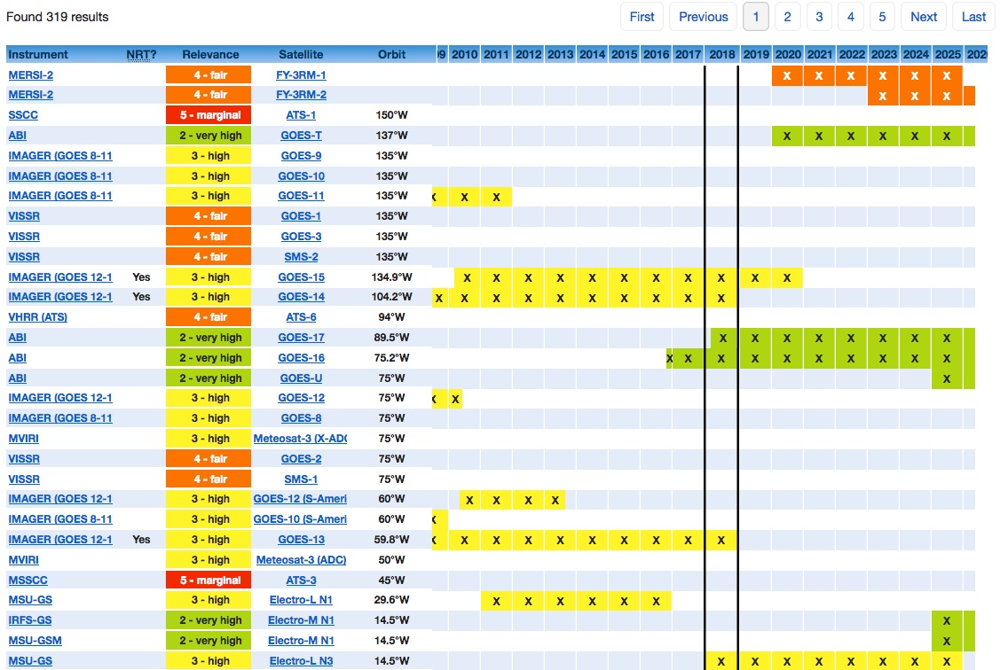 Found 319 results First Previous 1 2 3 4 5 Next Last
Instrument NRT? Relevance Satellite Orbit 2010 2011 2012 2013 2014 2015 2016 2017 2018 2019 2020 2021 2022 2023 2024 2025
MERSI-2 4 - fair FY-3RM-1 X X X X X X
MERSI-2 4 - fair FY-3RM-2 X X X
SSCC 5 - marginal ATS-1 150°W
ABI 2 - very high GOES-T 137°W X X X X X X
IMAGER (GOES 8-11 3 - high GOES-9 135°W
IMAGER (GOES 8-11 3 - high GOES-10 135°W
IMAGER (GOES 8-11 3 - high GOES-11 135°W X X X
VISSR 4 - fair GOES-1 135°W
VISSR 4 - fair GOES-3 135°W
VISSR 4 - fair SMS-2 135°W
IMAGER (GOES 12-1 Yes 3 - high GOES-15 134.9°W X X X X X X X X X X X
IMAGER (GOES 12-1 Yes 3 - high GOES-14 104.2°W X X X X X X X X X X
VHRR (ATS) 4 - fair ATS-6 94°W
ABI 2 - very high GOES-17 89.5°W X X X X X X X X
ABI 2 - very high GOES-16 75.2°W X X X X X X X X X X
ABI 2 - very high GOES-U 75°W X
IMAGER (GOES 12-1 3 - high GOES-12 75°W X X
IMAGER (GOES 8-11 3 - high GOES-8 75°W
MVIRI 3 - high Meteosat-3 (X-ADC 75°W
VISSR 4 - fair GOES-2 75°W
VISSR 4 - fair SMS-1 75°W
IMAGER (GOES 12-1 3 - high GOES-12 (S-Ameri 60°W X X X X
IMAGER (GOES 8-11 3 - high GOES-10 (S-Ameri 60°W X
IMAGER (GOES 12-1 Yes 3 - high GOES-13 59.8°W X X X X X X X X X X
MVIRI 3 - high Meteosat-3 (ADC) 50°W
MSSCC 5 - marginal ATS-3 45°W
MSU-GS 3 - high Electro-L N1 29.6°W X X X X X X
IRFS-GS 2 - very high Electro-M N1 14.5°W X
MSU-GSM 2 - very high Electro-M N1 14.5°W X
MSU-GS 3 - high Electro-L N3 14.5°W X X X X X X X X